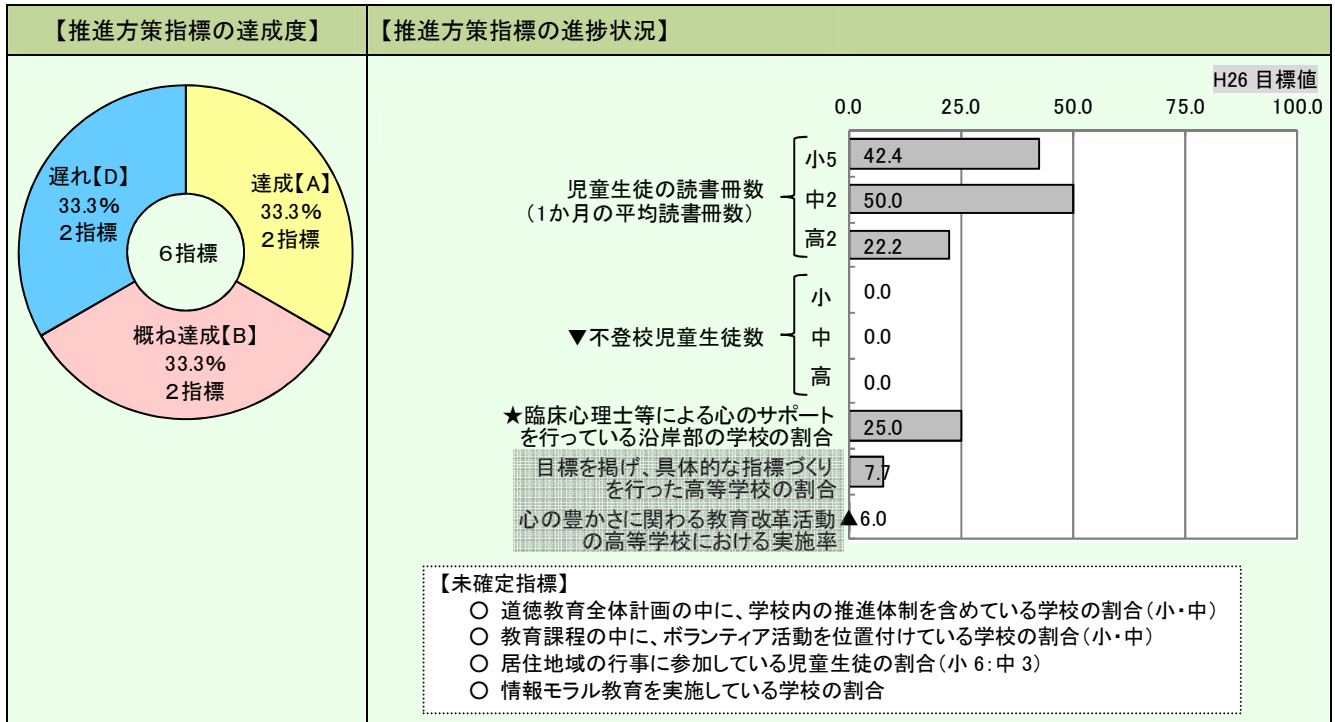 【推進方策指標の達成度】
【推進方策指標の進捗状況】
遅れ【D】
33.3%
2指標
達成【A】
33.3%
2指標
6指標
概ね達成【B】
33.3%
2指標
H26 目標値
0.0 25.0 50.0 75.0 100.0
児童生徒の読書冊数
(1か月の平均読書冊数)
小5 42.4
中2 50.0
高2 22.2
▼不登校児童生徒数
小 0.0
中 0.0
高 0.0
★臨床心理士等による心のサポート
を行っている沿岸部の学校の割合
25.0
目標を掲げ、具体的な指標づくり
を行った高等学校の割合
7.7
心の豊かさに関わる教育改革活動
の高等学校における実施率
▲6.0
【未確定指標】
○ 道徳教育全体計画の中に、学校内の推進体制を含めている学校の割合(小・中)
○ 教育課程の中に、ボランティア活動を位置付けている学校の割合(小・中)
○ 居住地域の行事に参加している児童生徒の割合(小 6:中 3)
○ 情報モラル教育を実施している学校の割合